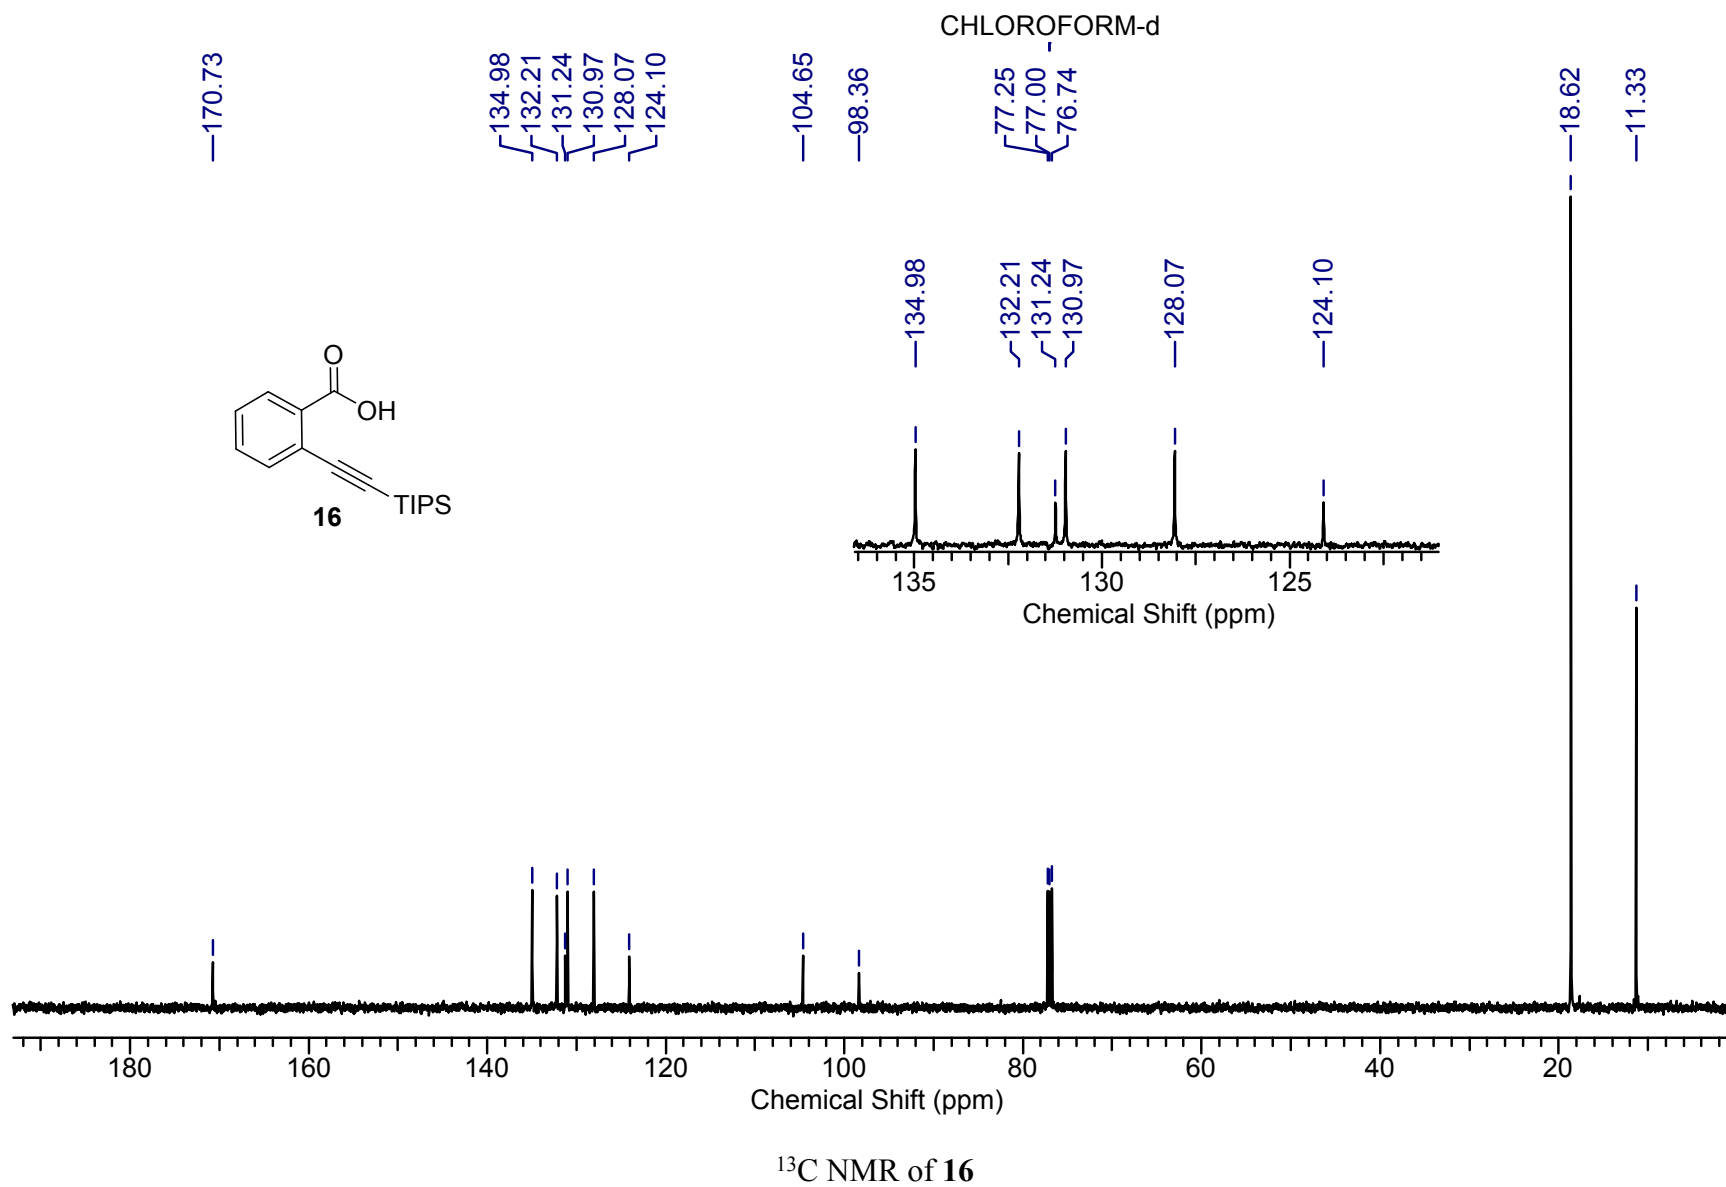 CHLOROFORM-d
170.73
134.98
132.21
131.24
130.97
128.07
124.10
104.65
98.36
77.25
77.00
76.74
18.62
11.33
134.98
132.21
131.24
130.97
128.07
124.10
O
OH
TIPS
16
135 130 125
Chemical Shift (ppm)
180 160 140 120 100 80 60 40 20
Chemical Shift (ppm)
¹³C NMR of 16